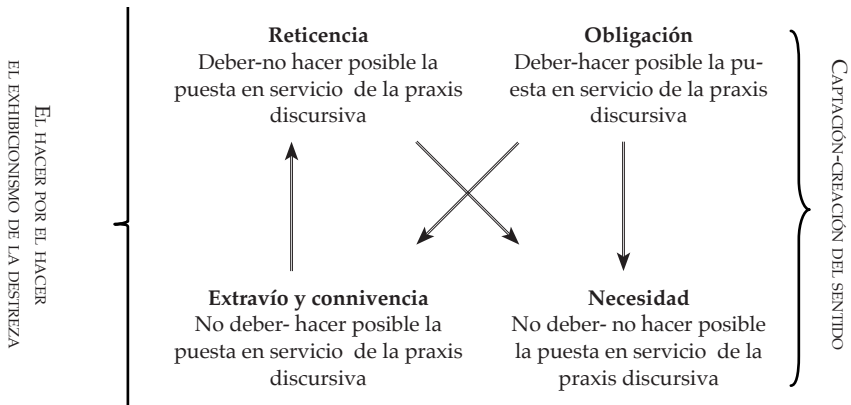 EL HACER POR EL HACER
EL EXHIBICIONISMO DE LA DESTREZA
Reticencia
Deber-no hacer posible la
puesta en servicio de la praxis
discursiva
Obligación
Deber-hacer posible la pu-
esta en servicio de la praxis
discursiva
Extravío y connivencia
No deber- hacer posible la
puesta en servicio de la praxis
discursiva
Necesidad
No deber- no hacer posible
la puesta en servicio de la
praxis discursiva
CAPTACIÓN-CREACIÓN DEL SENTIDO